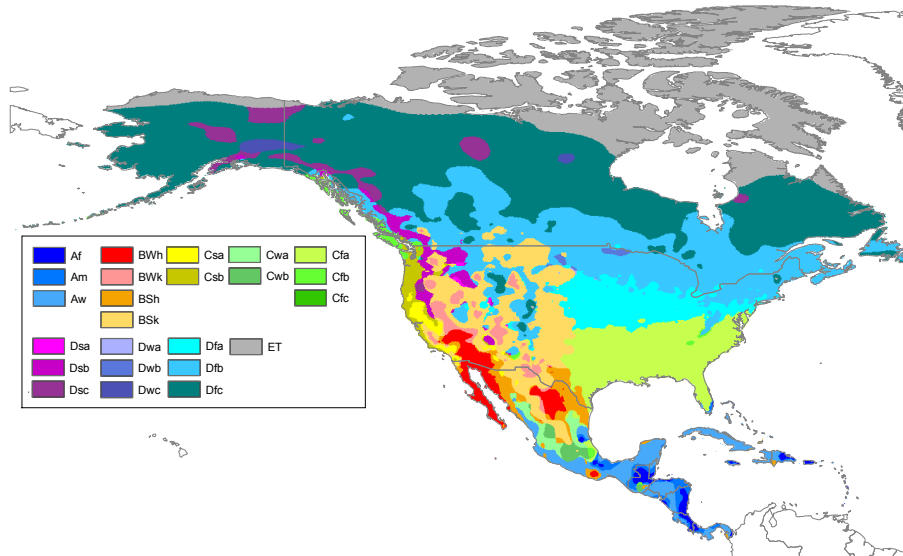 Af BWh Csa Cwa Cfa
Am BWk Csb Cwb Cfb
Aw BSh Cfc
BSk
Dsa Dwa Dfa ET
Dsb Dwb Dfb
Dsc Dwc Dfc